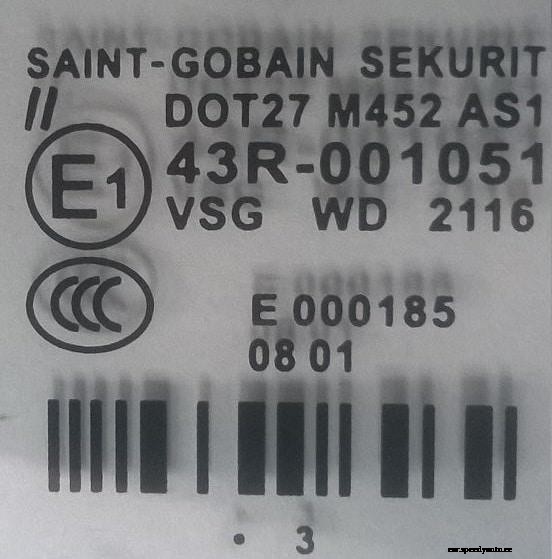 SAINT-GOBAIN SEKURIT
// DOT27 M452 AS1
E1 43R-001051
VSG WD 2116
CCC E 000185
08 01
. 3